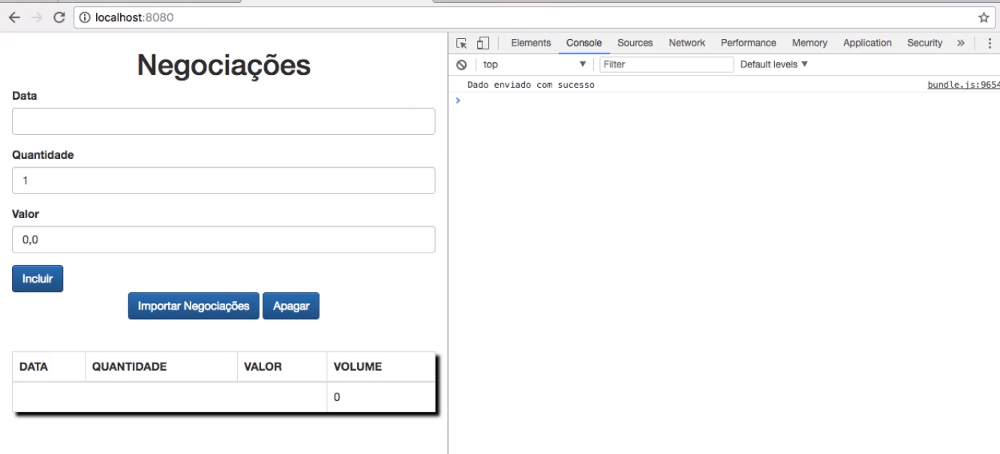 localhost:8080
Negociações
Data
Quantidade
1
Valor
0,0
Incluir
Importar Negociações Apagar
DATA QUANTIDADE VALOR VOLUME
0
Elements Console Sources Network Performance Memory Application Security »
top Filter Default levels
Dado enviado com sucesso bundle.js:9654